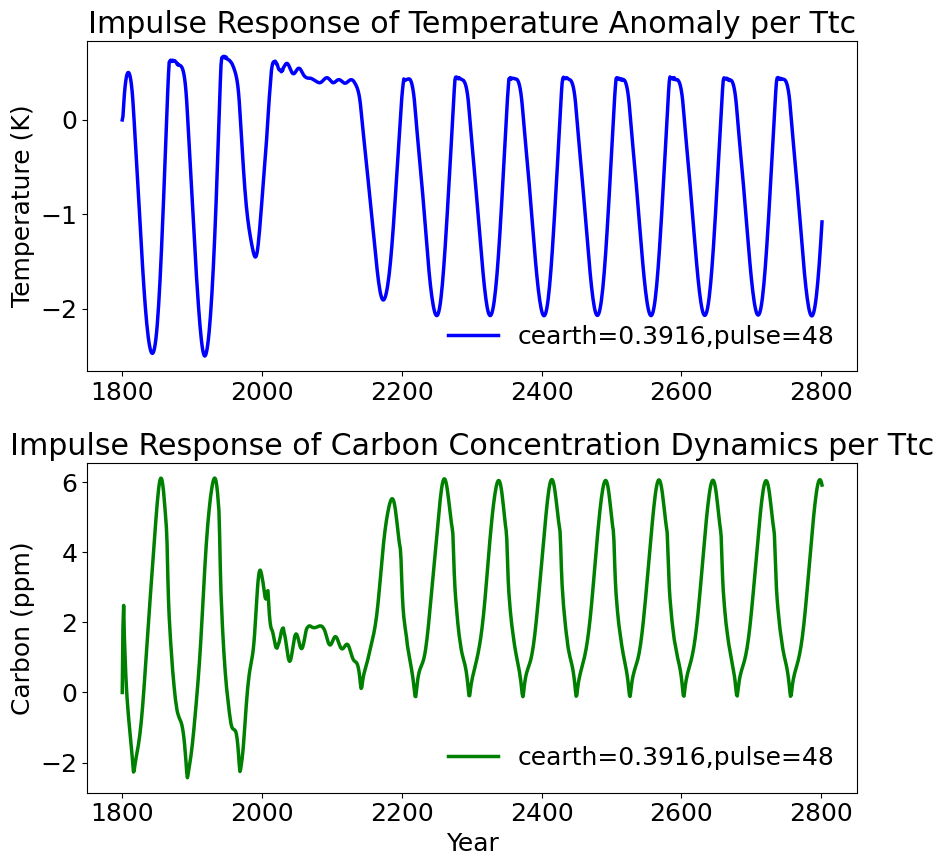 Impulse Response of Temperature Anomaly per Ttc
Temperature (K)
0
−1
−2
1800 2000 2200 2400 2600 2800
cearth=0.3916,pulse=48
Impulse Response of Carbon Concentration Dynamics per Ttc
Carbon (ppm)
6
4
2
0
−2
1800 2000 2200 2400 2600 2800
cearth=0.3916,pulse=48
Year